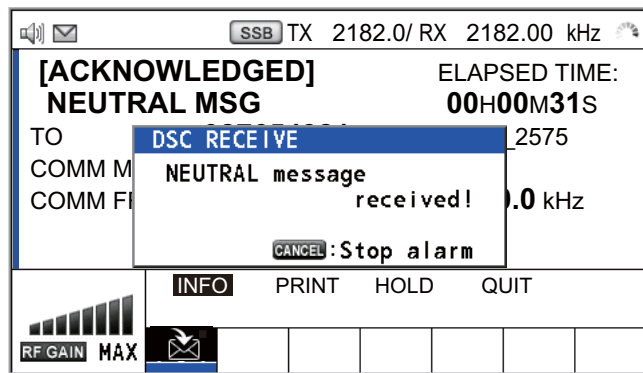 SSB TX 2182.0/ RX 2182.00 kHz
[ACKNOWLEDGED] ELAPSED TIME:
NEUTRAL MSG 00H00M31S
TO _2575
DSC RECEIVE
COMM M
NEUTRAL message
COMM F .0 kHz
received!
CANCEL:Stop alarm
INFO PRINT HOLD QUIT
RF GAIN MAX